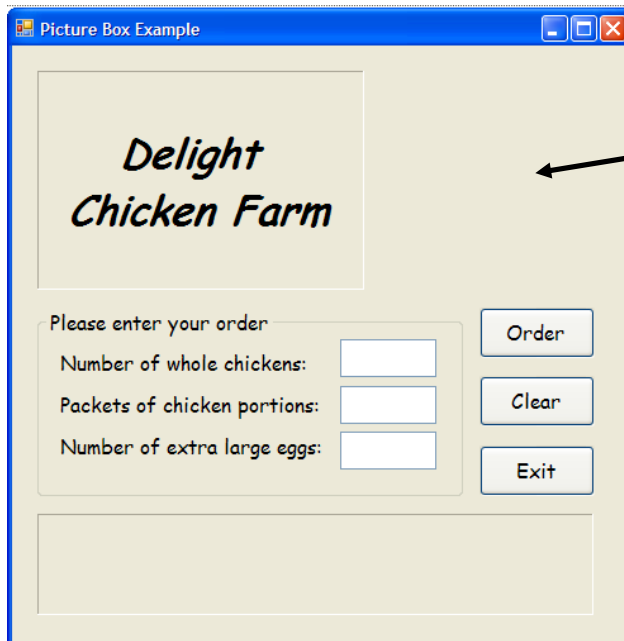 Picture Box Example
Delight
Chicken Farm
Please enter your order
Number of whole chickens:
Packets of chicken portions:
Number of extra large eggs:
Order
Clear
Exit